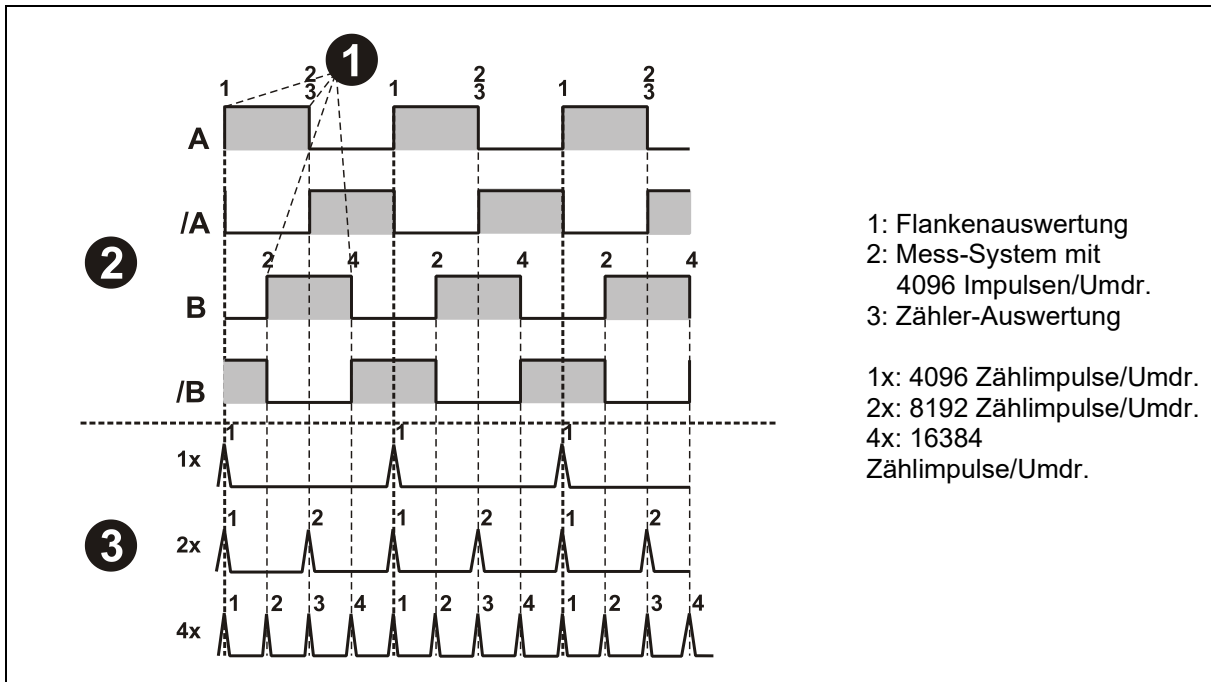 1
1 2 1 2 1 2
3 3 3
A
/A
2
2 4 2 4 2 4
B
/B
1 1 1
1x
1 2 1 2 1 2
3
2x
1 2 3 4 1 2 3 4 1 2 3 4
4x
1: Flankenauswertung
2: Mess-System mit
4096 Impulsen/Umdr.
3: Zähler-Auswertung
1x: 4096 Zählimpulse/Umdr.
2x: 8192 Zählimpulse/Umdr.
4x: 16384
Zählimpulse/Umdr.